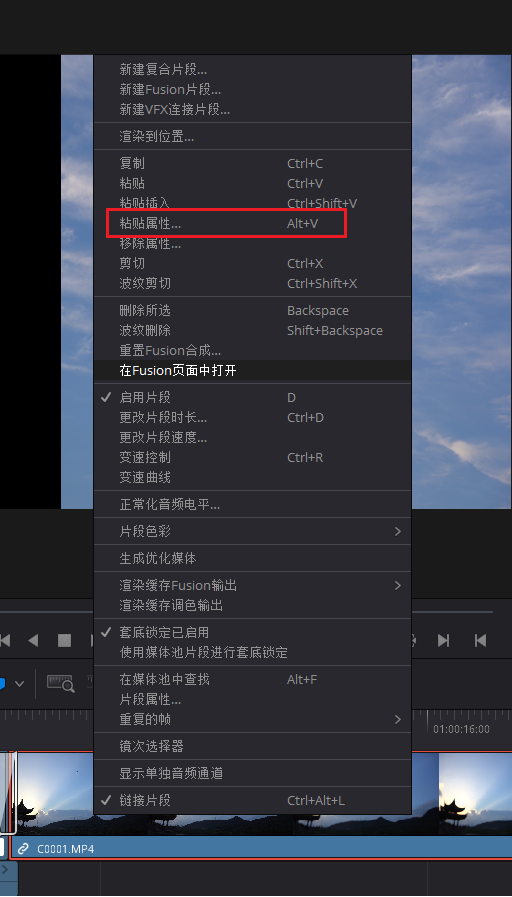 新建复合片段...
新建Fusion片段...
新建VFX连接片段...
渲染到位置...
复制 Ctrl+C
粘贴 Ctrl+V
粘贴插入 Ctrl+Shift+V
粘贴属性... Alt+V
移除属性...
剪切 Ctrl+X
波纹剪切 Ctrl+Shift+X
删除所选 Backspace
波纹删除 Shift+Backspace
重置Fusion合成...
在Fusion页面中打开
启用片段 D
更改片段时长... Ctrl+D
更改片段速度...
变速控制 Ctrl+R
变速曲线
正常化音频电平...
片段色彩
生成优化媒体
渲染缓存Fusion输出
渲染缓存调色输出
套底锁定已启用
使用媒体池片段进行套底锁定
在媒体池中查找 Alt+F
片段属性...
重复的帧
01:00:16:00
镜次选择器
显示单独音频通道
链接片段 Ctrl+Alt+L
C0001.MP4